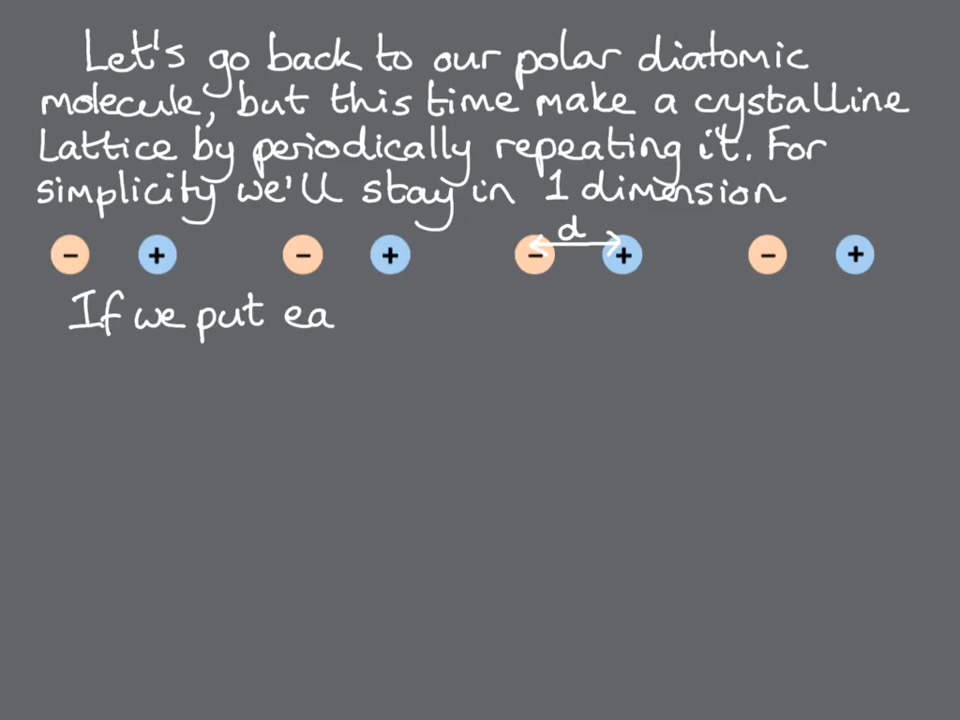 Let's go back to our polar diatomic
molecule, but this time make a crystalline
Lattice by periodically repeating it. For
simplicity we'll stay in 1 dimension
d
- + - + - + - +
If we put ea